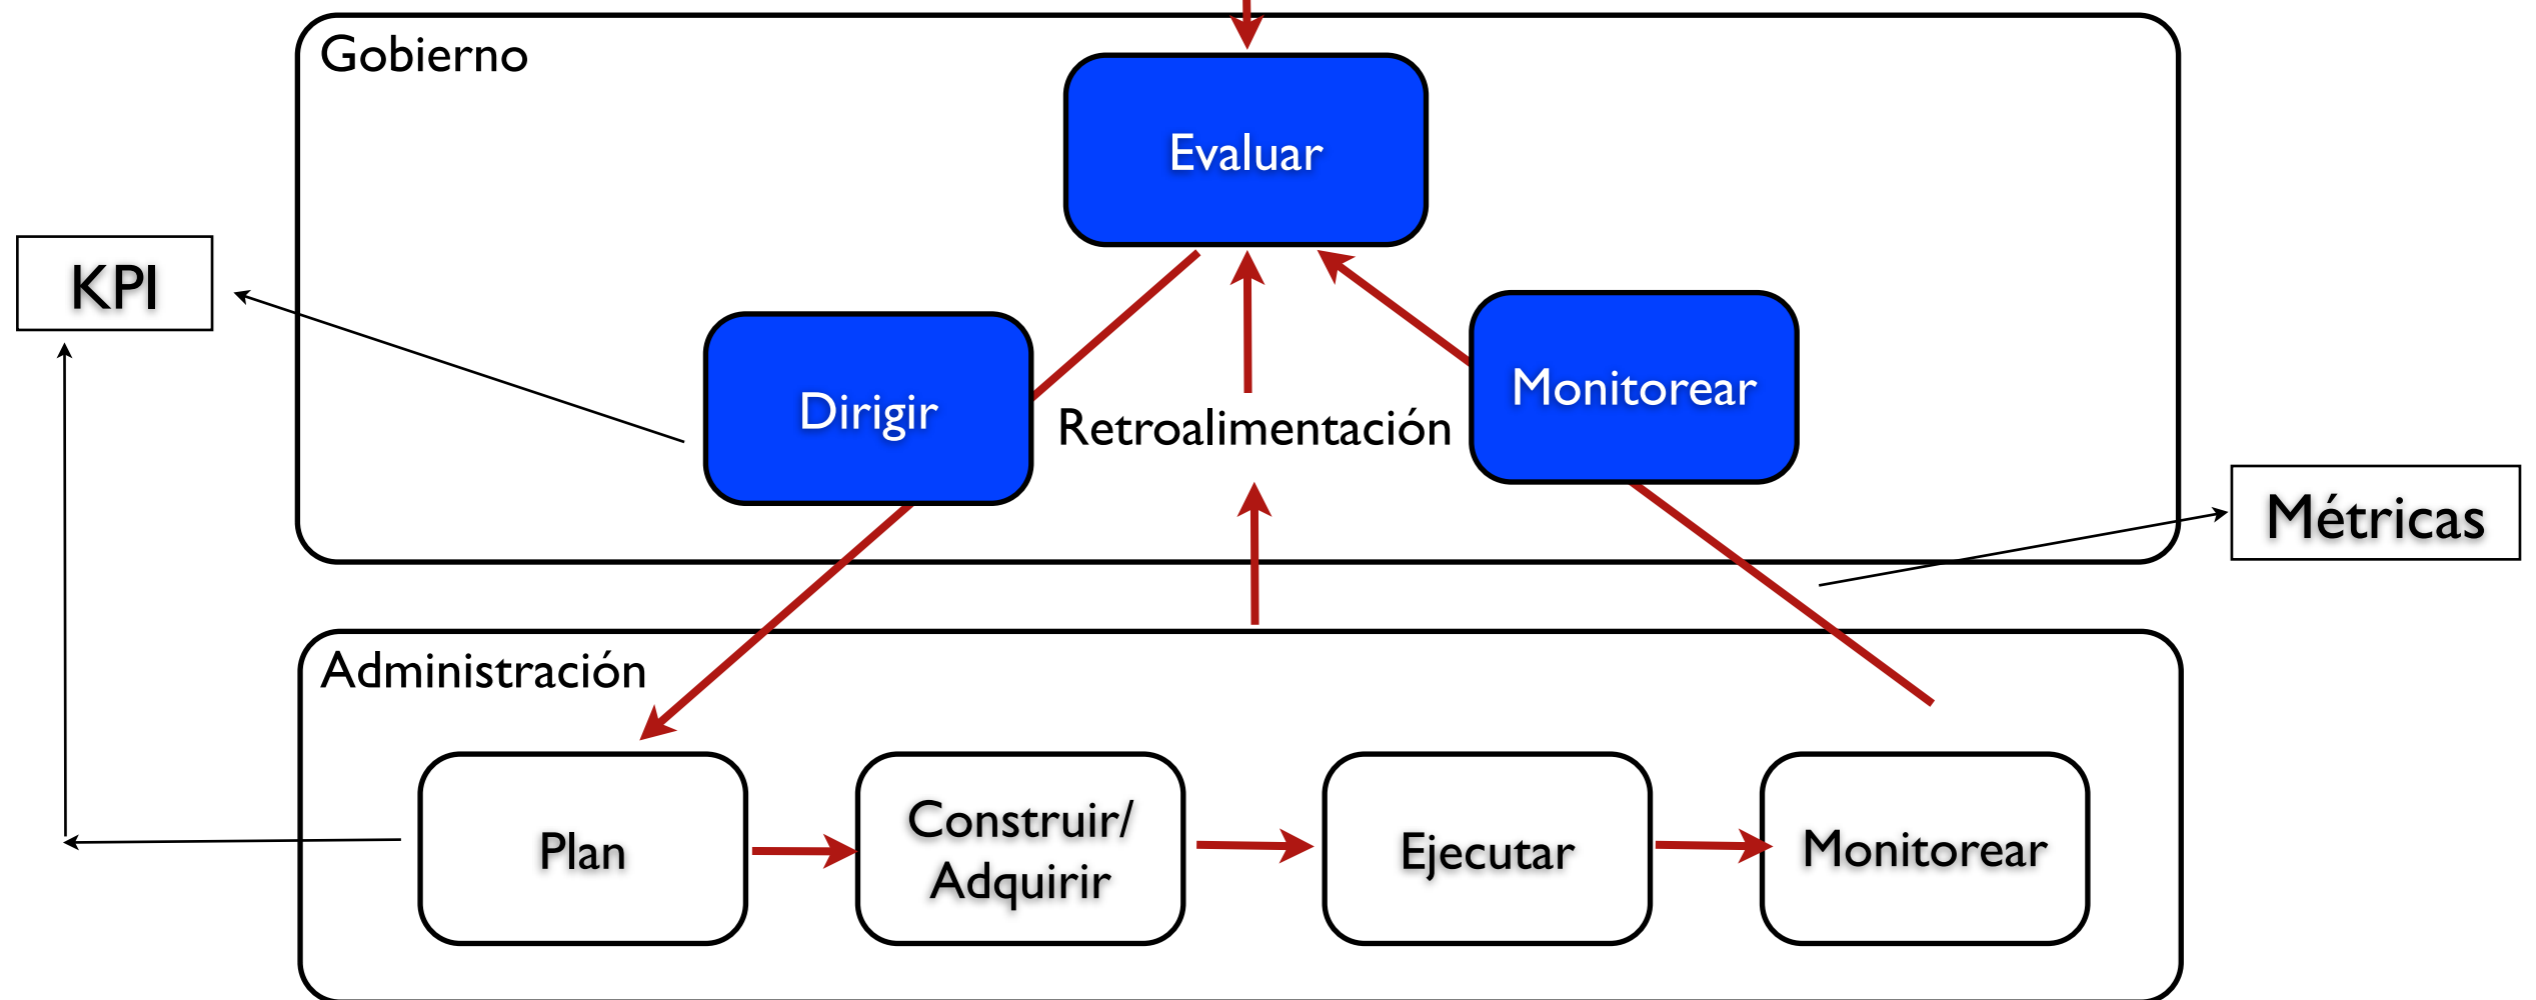 Gobierno
Evaluar
KPI
Dirigir
Retroalimentación
Monitorear
Métricas
Administración
Plan
Construir/
Adquirir
Ejecutar
Monitorear